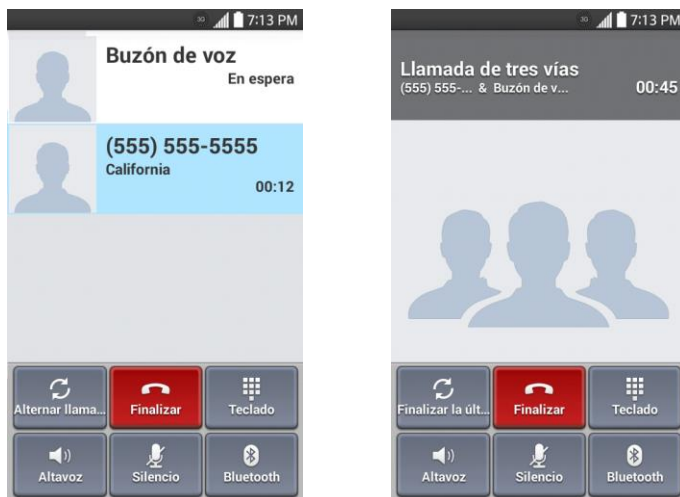 3G 7:13 PM
Buzón de voz
En espera
(555) 555-5555
California
00:12
Alternar llama...
Finalizar
Teclado
Altavoz
Silencio
Bluetooth
3G 7:13 PM
Llamada de tres vías
(555) 555-... & Buzón de v...
00:45
Finalizar la últ...
Finalizar
Teclado
Altavoz
Silencio
Bluetooth